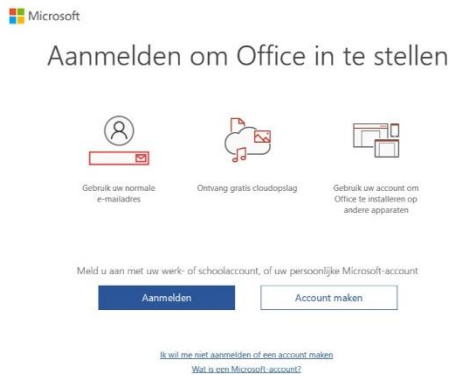 Microsoft
Aanmelden om Office in te stellen
Gebruik uw normale
e-mailadres
Ontvang gratis cloudopslag
Gebruik uw account om
Office te installeren op
andere apparaten
Meld u aan met uw werk- of schoolaccount, of uw persoonlijke Microsoft-account
Aanmelden
Account maken
Ik wil me niet aanmelden of een account maken
Wat is een Microsoft-account?